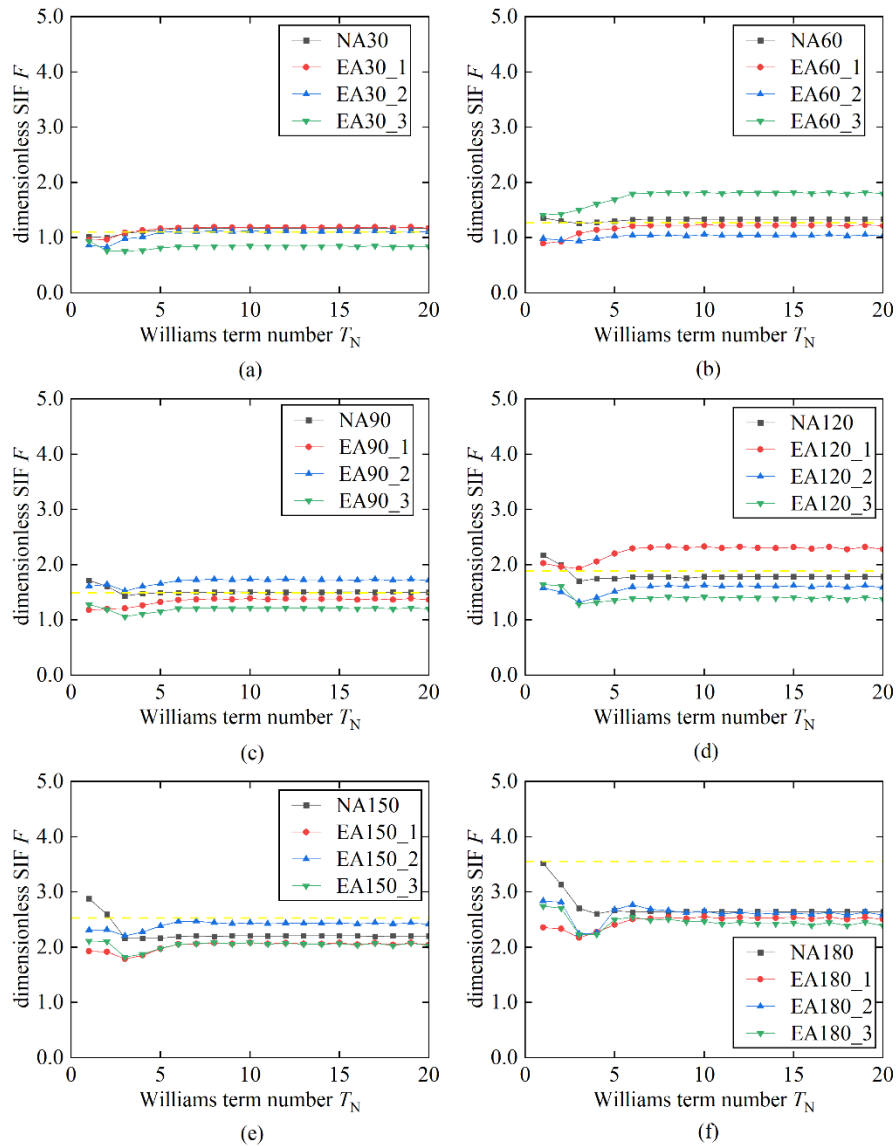 5.0
4.0
3.0
2.0
1.0
0.0
dimensionless SIF F
NA30
EA30_1
EA30_2
EA30_3
0 5 10 15 20
Williams term number T_N
(a)
5.0
4.0
3.0
2.0
1.0
0.0
dimensionless SIF F
NA60
EA60_1
EA60_2
EA60_3
0 5 10 15 20
Williams term number T_N
(b)
5.0
4.0
3.0
2.0
1.0
0.0
dimensionless SIF F
NA90
EA90_1
EA90_2
EA90_3
0 5 10 15 20
Williams term number T_N
(c)
5.0
4.0
3.0
2.0
1.0
0.0
dimensionless SIF F
NA120
EA120_1
EA120_2
EA120_3
0 5 10 15 20
Williams term number T_N
(d)
5.0
4.0
3.0
2.0
1.0
0.0
dimensionless SIF F
NA150
EA150_1
EA150_2
EA150_3
0 5 10 15 20
Williams term number T_N
(e)
5.0
4.0
3.0
2.0
1.0
0.0
dimensionless SIF F
NA180
EA180_1
EA180_2
EA180_3
0 5 10 15 20
Williams term number T_N
(f)